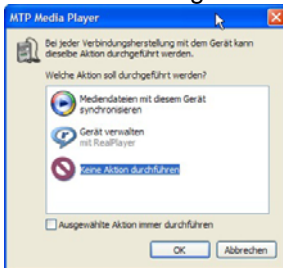 MTP Media Player
Bei jeder Verbindungsherstellung mit dem Gerät kann
dieselbe Aktion durchgeführt werden.
Welche Aktion soll durchgeführt werden?
Mediendateien mit diesem Gerät
synchronisieren
Gerät verwalten
mit RealPlayer
Keine Aktion durchführen
Ausgewählte Aktion immer durchführen
OK
Abbrechen